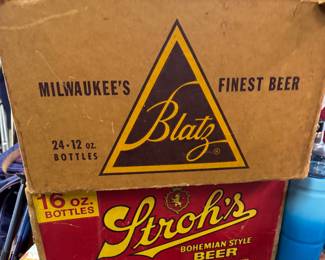 MILWAUKEE'S FINEST BEER
Blatz ®
24-12 oz.
BOTTLES
16 oz.
BOTTLES
Stroh's
BOHEMIAN STYLE
BEER